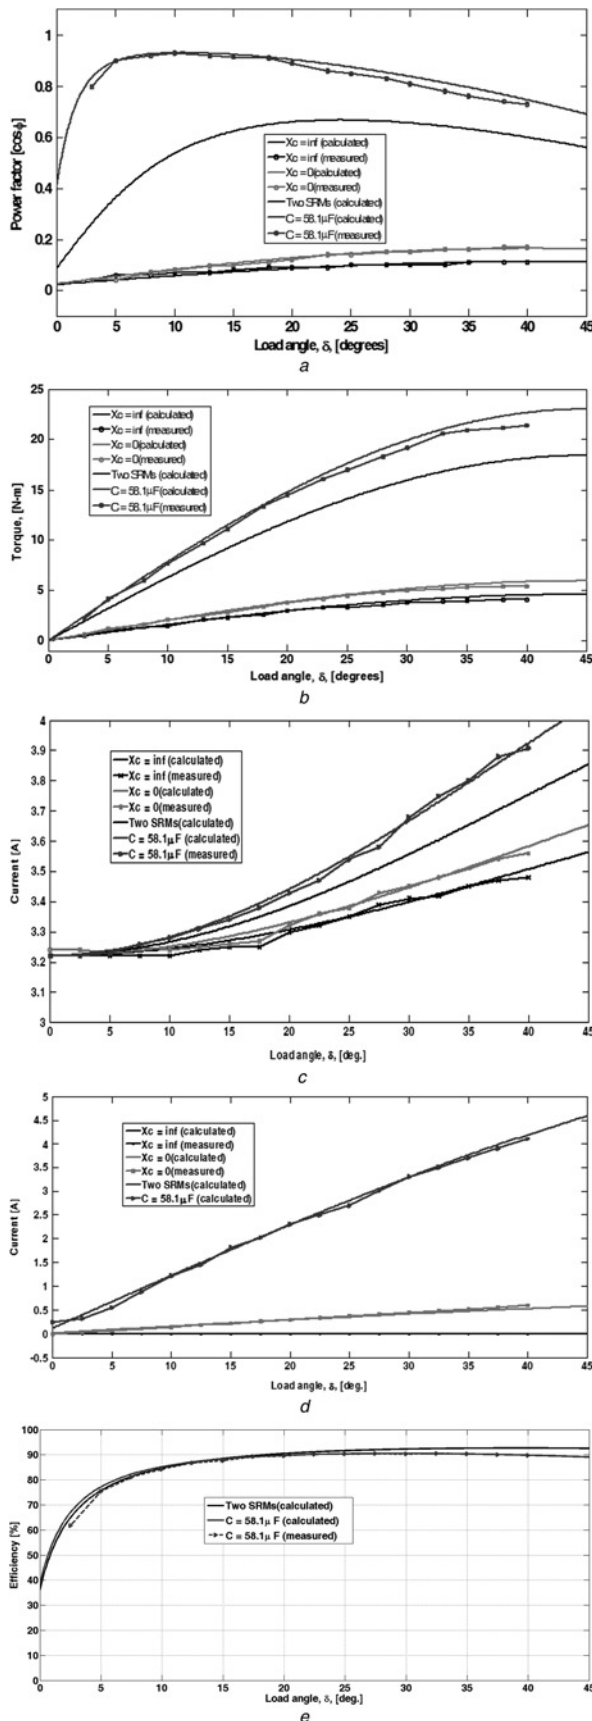 Power factor [cosϕ]
1
0.8
0.6
0.4
0.2
0
Xc = inf (calculated)
Xc = inf (measured)
Xc = 0(calculated)
Xc = 0(measured)
Two SRMs (calculated)
C = 58.1μF(calculated)
C = 58.1μF(measured)
0 5 10 15 20 25 30 35 40 45
Load angle, δ, [degrees]
a
Torque, [N-m]
25
20
15
10
5
0
Xc = inf (calculated)
Xc = inf (measured)
Xc = 0(calculated)
Xc = 0(measured)
Two SRMs (calculated)
C = 58.1μF(calculated)
C = 58.1μF(measured)
0 5 10 15 20 25 30 35 40 45
Load angle, δ, [degrees]
b
Current [A]
4
3.9
3.8
3.7
3.6
3.5
3.4
3.3
3.2
3.1
3
Xc = inf (calculated)
Xc = inf (measured)
Xc = 0(calculated)
Xc = 0(measured)
Two SRMs(calculated)
C = 58.1μF (calculated)
C = 58.1μF (measured)
0 5 10 15 20 25 30 35 40 45
Load angle, δ, [deg.]
c
Current [A]
5
4.5
4
3.5
3
2.5
2
1.5
1
0.5
0
-0.5
Xc = inf (calculated)
Xc = inf (measured)
Xc = 0(calculated)
Xc = 0(measured)
Two SRMs(calculated)
C = 58.1μF (calculated)
0 5 10 15 20 25 30 35 40 45
Load angle, δ, [deg.]
d
Efficiency [%]
100
90
80
70
60
50
40
30
20
10
0
Two SRMs(calculated)
C = 58.1μ F (calculated)
C = 58.1μ F (measured)
0 5 10 15 20 25 30 35 40 45
Load angle, δ, [deg.]
e